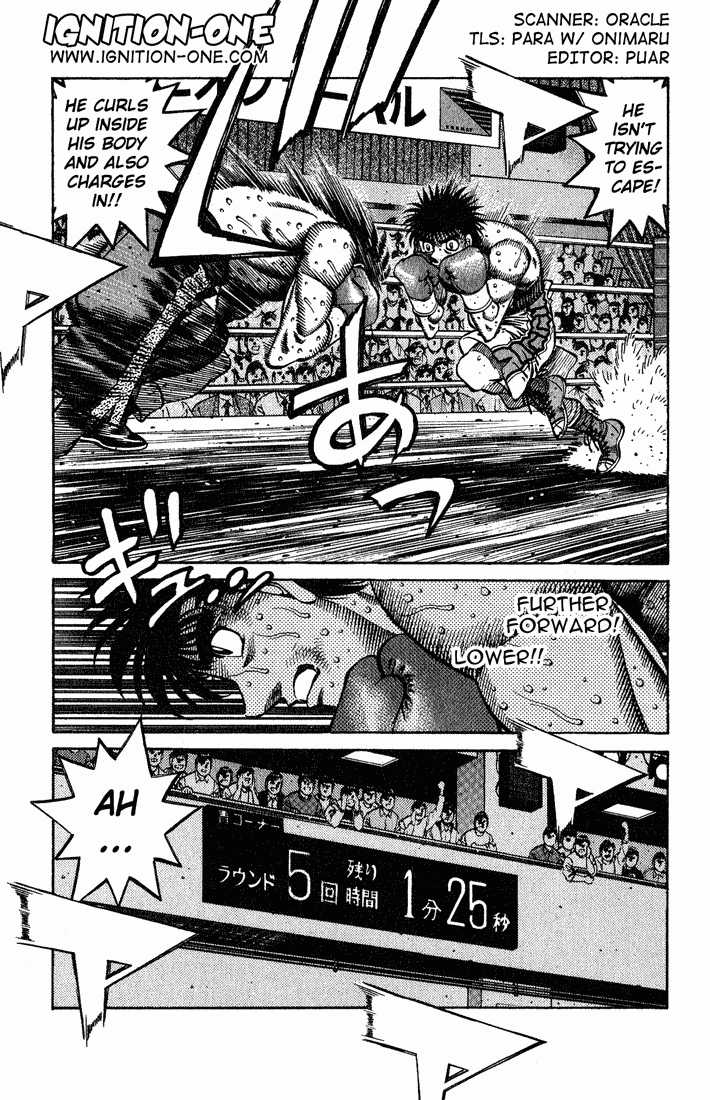 IGNITION-ONE
WWW.IGNITION-ONE.COM
SCANNER: ORACLE
TLS: PARA W/ ONIMARU
EDITOR: PUAR
HE
ISN'T
TRYING
TO ES-
CAPE!
HE CURLS
UP INSIDE
HIS BODY
AND ALSO
CHARGES
IN!!
あっ
ギュ
FURTHER
FORWARD!
LOWER!!
AH
...
青コーナー
ラウンド 5回 残り時間 1分25秒